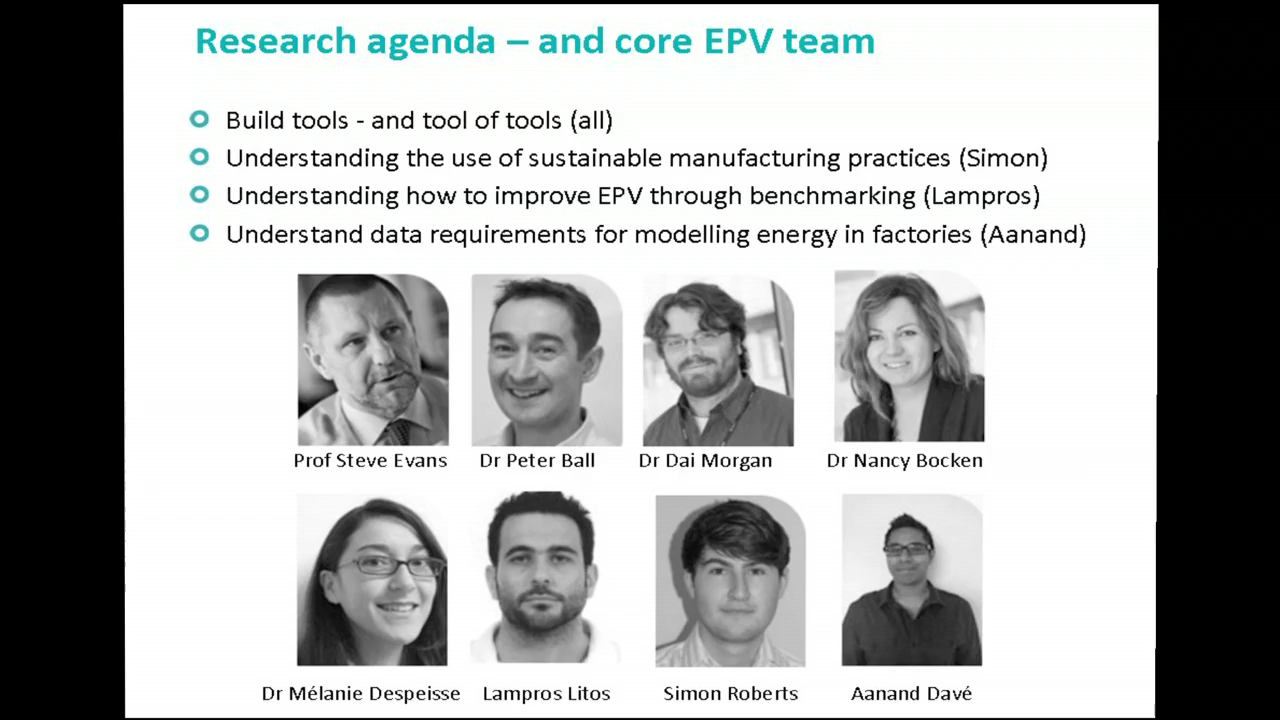 Research agenda – and core EPV team
Build tools - and tool of tools (all)
Understanding the use of sustainable manufacturing practices (Simon)
Understanding how to improve EPV through benchmarking (Lampros)
Understand data requirements for modelling energy in factories (Aanand)
Prof Steve Evans Dr Peter Ball Dr Dai Morgan Dr Nancy Bocken
Dr Mélanie Despeisse Lampros Litos Simon Roberts Aanand Davé